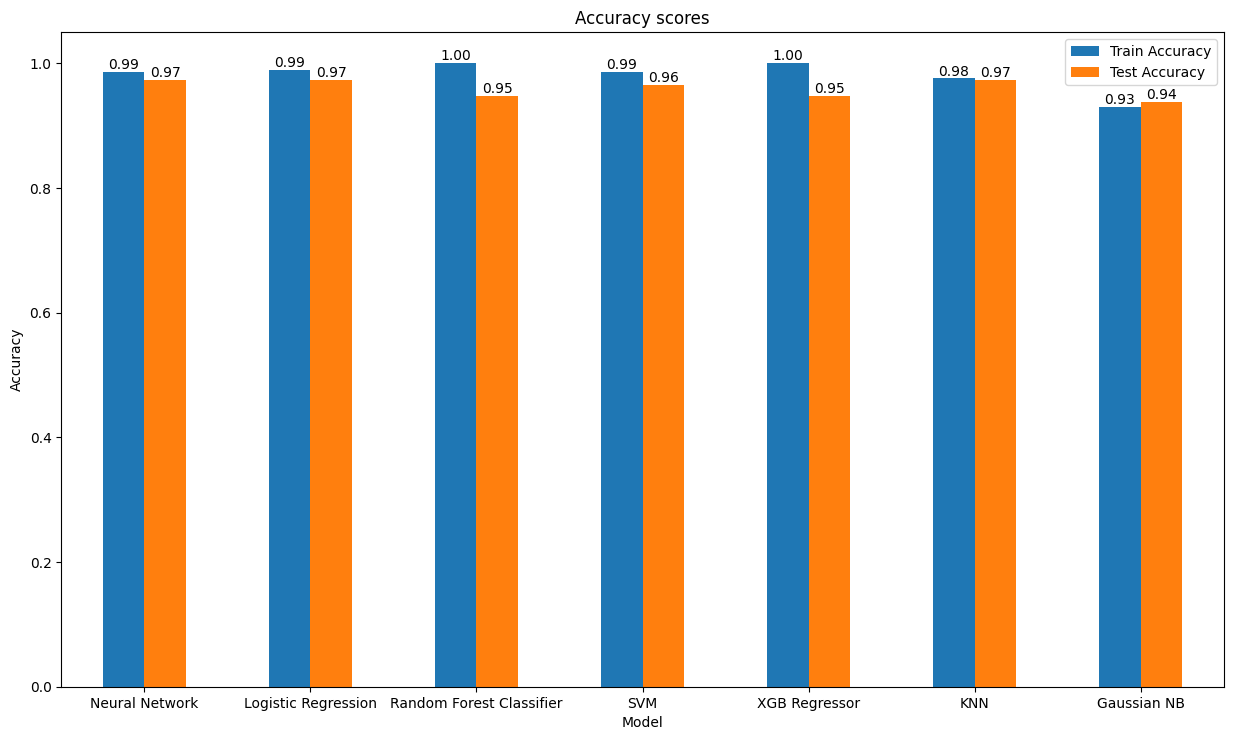 Accuracy scores
Train Accuracy
Test Accuracy
0.99 0.97 0.99 0.97 1.00 0.95 0.99 0.96 1.00 0.95 0.98 0.97 0.93 0.94
1.0
0.8
0.6
0.4
0.2
0.0
Accuracy
Neural Network Logistic Regression Random Forest Classifier SVM XGB Regressor KNN Gaussian NB
Model